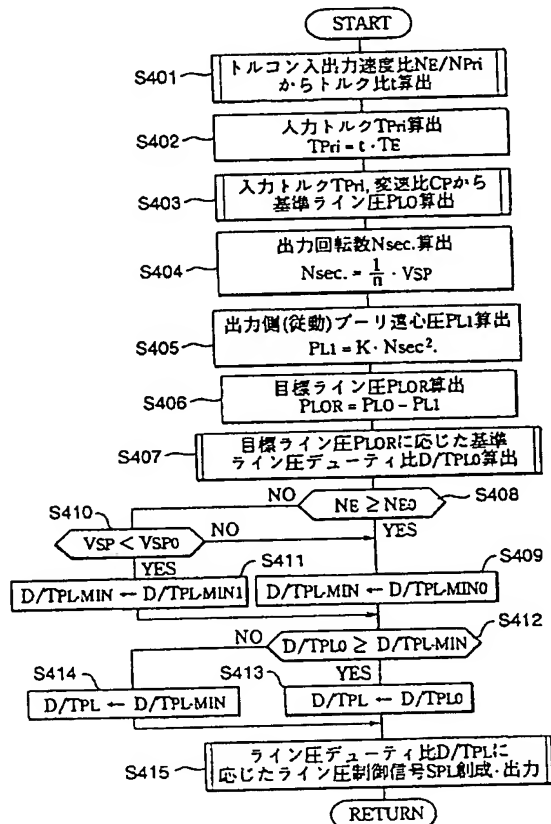 START
S401
トルコン入出力速度比NE/NPri
からトルク比t算出
S402
入力トルクTPri算出
TPri = t · TE
S403
入力トルクTPri, 変速比CPから
基準ライン圧PL0算出
S404
出力回転数Nsec.算出
Nsec. = 1/n · VSP
S405
出力側(従動)プーリ遠心圧PL1算出
PL1 = K · Nsec².
S406
目標ライン圧PLOR算出
PLOR = PL0 − PL1
S407
目標ライン圧PLORに応じた基準
ライン圧デューティ比D/TPL0算出
S408
NE ≥ NE0
NO
YES
S410
VSP < VSP0
NO
YES
S411
D/TPL-MIN ← D/TPL-MIN1
S409
D/TPL-MIN ← D/TPL-MIN0
S412
D/TPL0 ≥ D/TPL-MIN
NO
YES
S414
D/TPL ← D/TPL-MIN
S413
D/TPL ← D/TPL0
S415
ライン圧デューティ比D/TPLに
応じたライン圧制御信号SPL創成·出力
RETURN